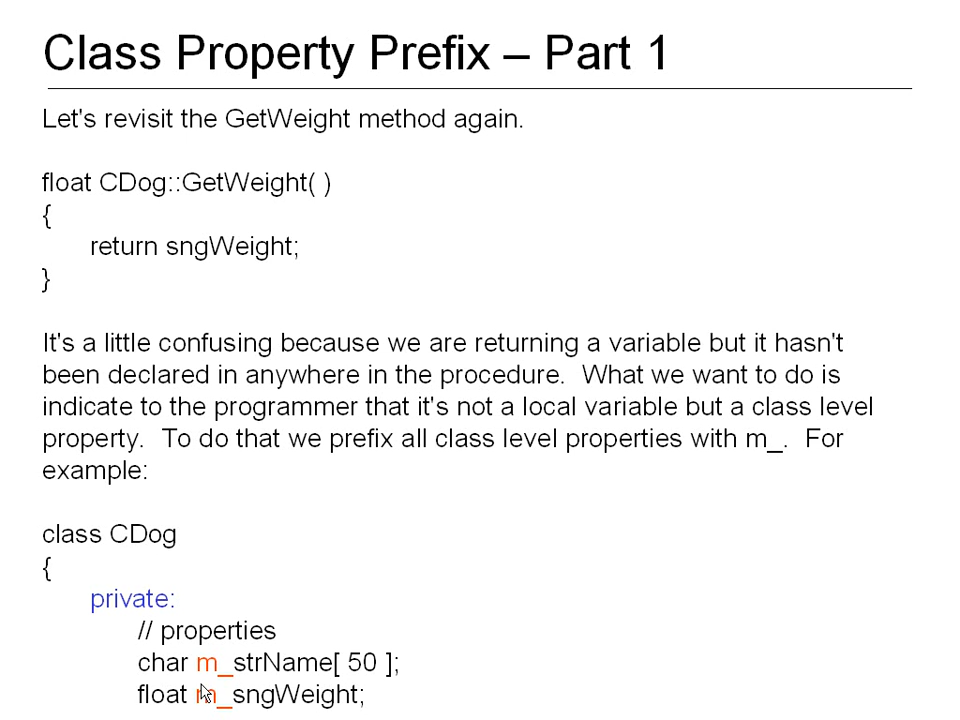 Class Property Prefix – Part 1
Let's revisit the GetWeight method again.
float CDog::GetWeight( )
{
return sngWeight;
}
It's a little confusing because we are returning a variable but it hasn't
been declared in anywhere in the procedure.  What we want to do is
indicate to the programmer that it's not a local variable but a class level
property.  To do that we prefix all class level properties with m_.  For
example:
class CDog
{
private:
// properties
char m_strName[ 50 ];
float m_sngWeight;